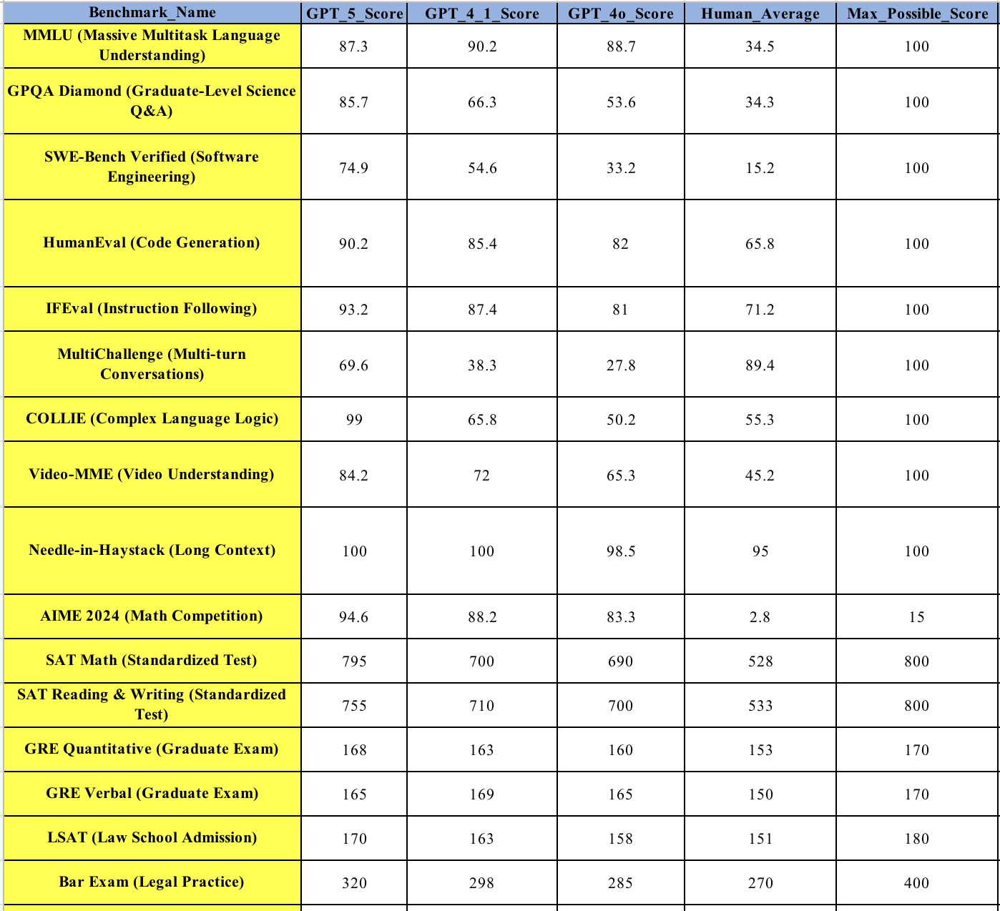 Benchmark_Name GPT_5_Score GPT_4_1_Score GPT_4o_Score Human_Average Max_Possible_Score
MMLU (Massive Multitask Language
Understanding) 87.3 90.2 88.7 34.5 100
GPQA Diamond (Graduate-Level Science
Q&A) 85.7 66.3 53.6 34.3 100
SWE-Bench Verified (Software
Engineering) 74.9 54.6 33.2 15.2 100
HumanEval (Code Generation) 90.2 85.4 82 65.8 100
IFEval (Instruction Following) 93.2 87.4 81 71.2 100
MultiChallenge (Multi-turn
Conversations) 69.6 38.3 27.8 89.4 100
COLLIE (Complex Language Logic) 99 65.8 50.2 55.3 100
Video-MME (Video Understanding) 84.2 72 65.3 45.2 100
Needle-in-Haystack (Long Context) 100 100 98.5 95 100
AIME 2024 (Math Competition) 94.6 88.2 83.3 2.8 15
SAT Math (Standardized Test) 795 700 690 528 800
SAT Reading & Writing (Standardized
Test) 755 710 700 533 800
GRE Quantitative (Graduate Exam) 168 163 160 153 170
GRE Verbal (Graduate Exam) 165 169 165 150 170
LSAT (Law School Admission) 170 163 158 151 180
Bar Exam (Legal Practice) 320 298 285 270 400